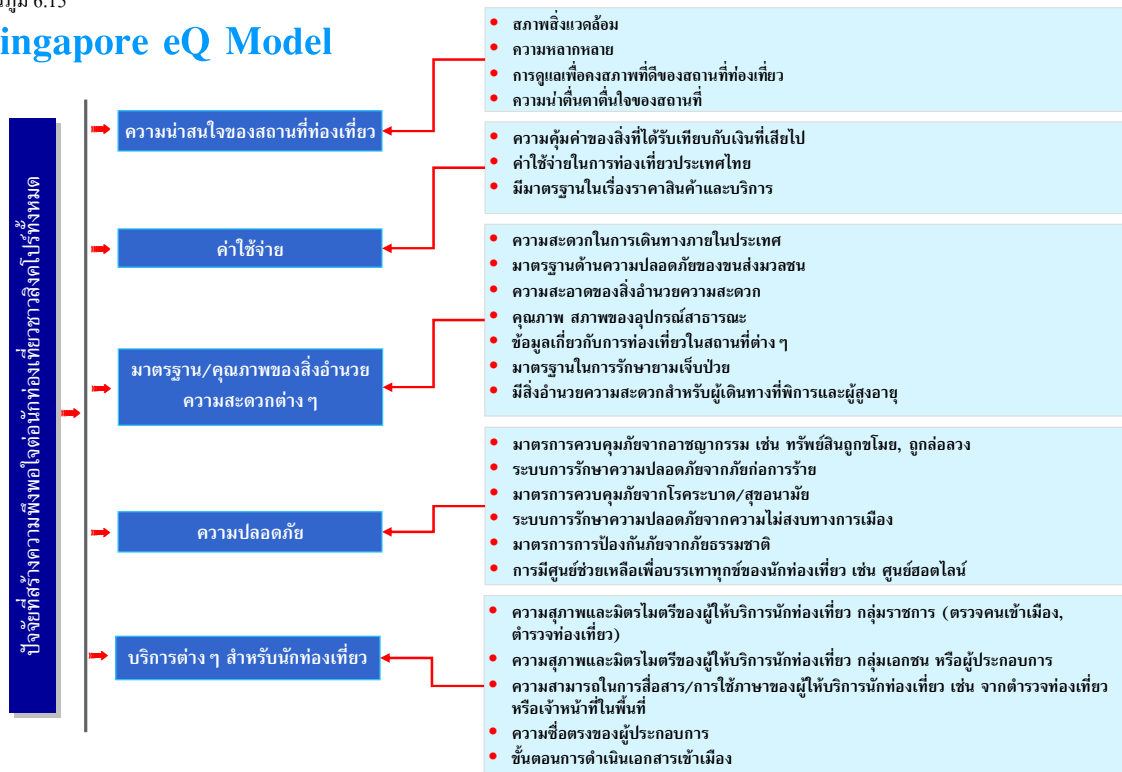 ภูมิ 6.15
ingapore eQ Model
ปัจจัยที่สร้างความพึงพอใจต่อนักท่องเที่ยวชาวสิงคโปร์ทั้งหมด
ความน่าสนใจของสถานที่ท่องเที่ยว
สภาพสิ่งแวดล้อม
ความหลากหลาย
การดูแลเพื่อคงสภาพที่ดีของสถานที่ท่องเที่ยว
ความน่าตื่นตาตื่นใจของสถานที่
ค่าใช้จ่าย
ความคุ้มค่าของสิ่งที่ได้รับเทียบกับเงินที่เสียไป
ค่าใช้จ่ายในการท่องเที่ยวประเทศไทย
มีมาตรฐานในเรื่องราคาสินค้าและบริการ
มาตรฐาน/คุณภาพของสิ่งอำนวย
ความสะดวกต่าง ๆ
ความสะดวกในการเดินทางภายในประเทศ
มาตรฐานด้านความปลอดภัยของขนส่งมวลชน
ความสะอาดของสิ่งอำนวยความสะดวก
คุณภาพ สภาพของอุปกรณ์สาธารณะ
ข้อมูลเกี่ยวกับการท่องเที่ยวในสถานที่ต่าง ๆ
มาตรฐานในการรักษายามเจ็บป่วย
มีสิ่งอำนวยความสะดวกสำหรับผู้เดินทางที่พิการและผู้สูงอายุ
ความปลอดภัย
มาตรการควบคุมภัยจากอาชญากรรม เช่น ทรัพย์สินถูกขโมย, ถูกล่อลวง
ระบบการรักษาความปลอดภัยจากภัยก่อการร้าย
มาตรการควบคุมภัยจากโรคระบาด/สุขอนามัย
ระบบการรักษาความปลอดภัยจากความไม่สงบทางการเมือง
มาตรการการป้องกันภัยจากภัยธรรมชาติ
การมีศูนย์ช่วยเหลือเพื่อบรรเทาทุกข์ของนักท่องเที่ยว เช่น ศูนย์ฮอตไลน์
บริการต่าง ๆ สำหรับนักท่องเที่ยว
ความสุภาพและมิตรไมตรีของผู้ให้บริการนักท่องเที่ยว กลุ่มราชการ (ตรวจคนเข้าเมือง,
ตำรวจท่องเที่ยว)
ความสุภาพและมิตรไมตรีของผู้ให้บริการนักท่องเที่ยว กลุ่มเอกชน หรือผู้ประกอบการ
ความสามารถในการสื่อสาร/การใช้ภาษาของผู้ให้บริการนักท่องเที่ยว เช่น จากตำรวจท่องเที่ยว
หรือเจ้าหน้าที่ในพื้นที่
ความซื่อตรงของผู้ประกอบการ
ขั้นตอนการดำเนินเอกสารเข้าเมือง